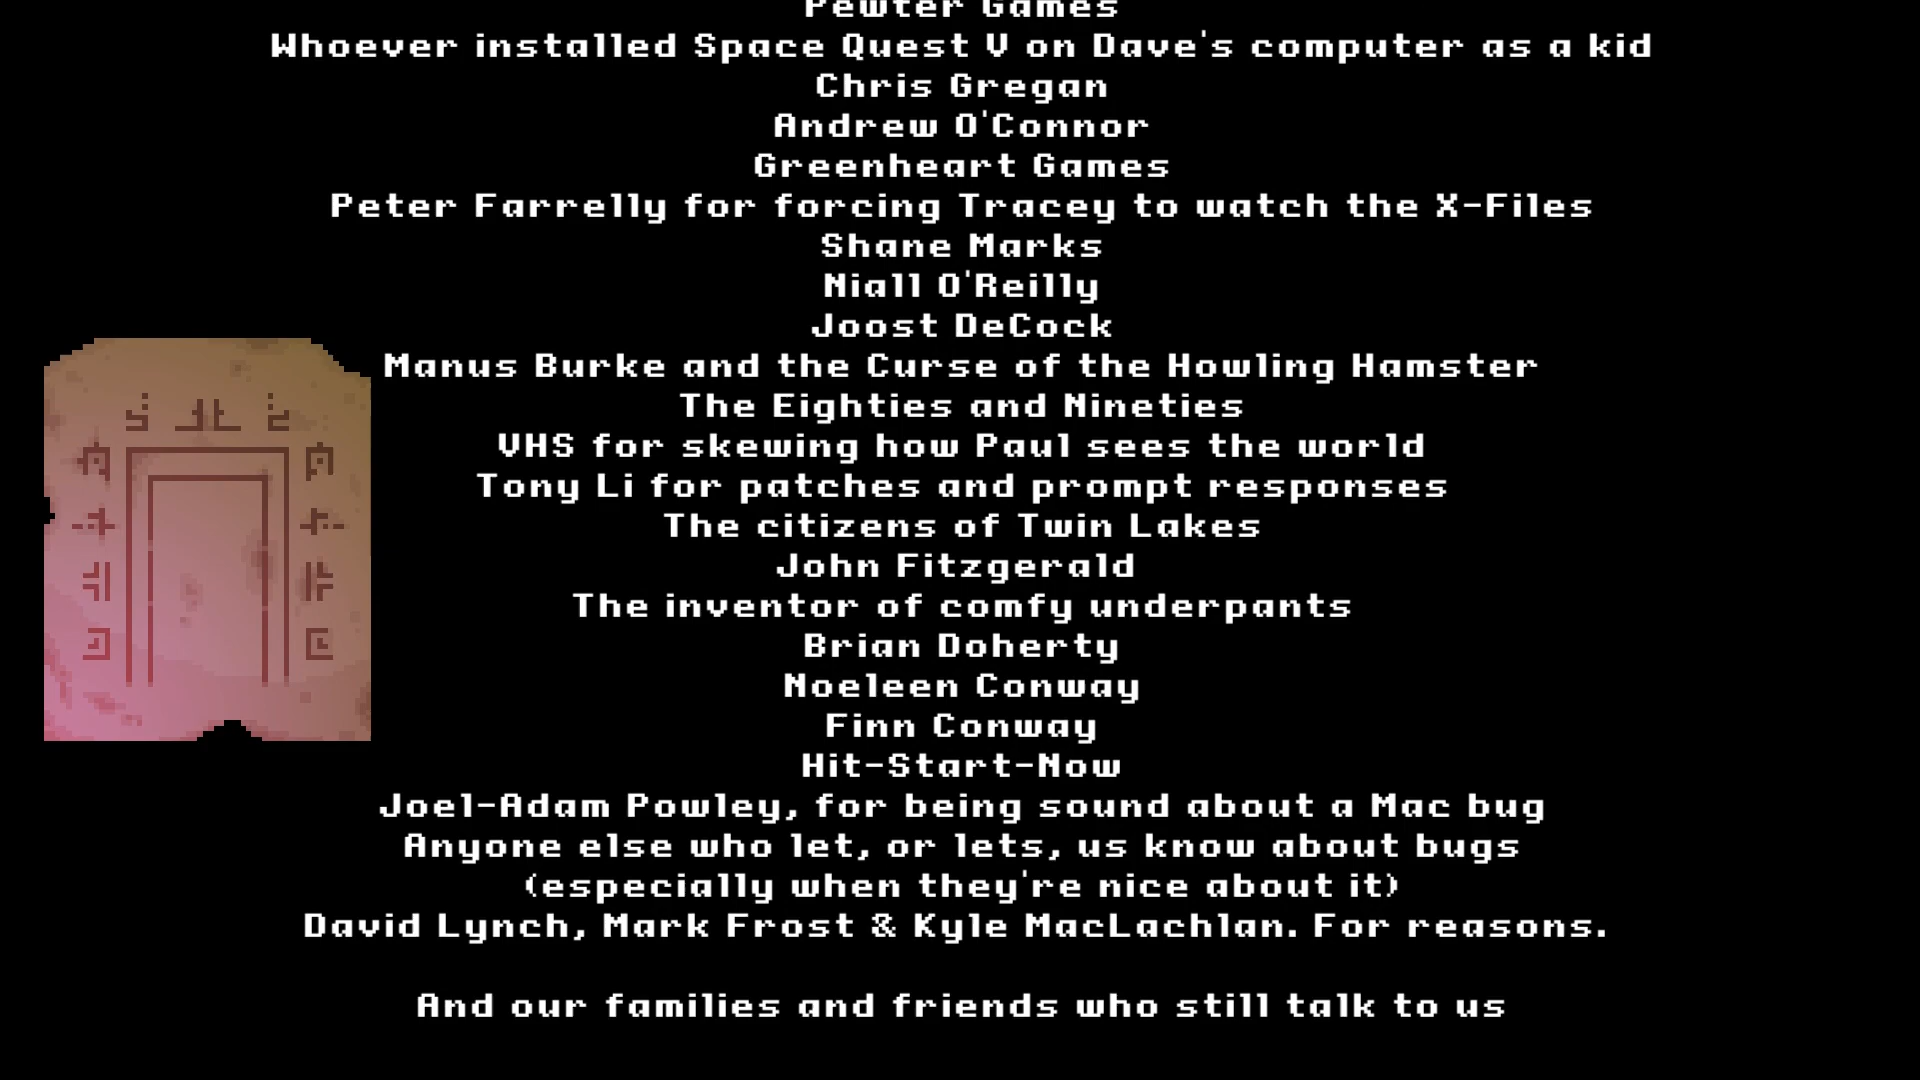 Pewter Games
Whoever installed Space Quest V on Dave's computer as a kid
Chris Gregan
Andrew O'Connor
Greenheart Games
Peter Farrelly for forcing Tracey to watch the X-Files
Shane Marks
Niall O'Reilly
Joost DeCock
Manus Burke and the Curse of the Howling Hamster
The Eighties and Nineties
VHS for skewing how Paul sees the world
Tony Li for patches and prompt responses
The citizens of Twin Lakes
John Fitzgerald
The inventor of comfy underpants
Brian Doherty
Noeleen Conway
Finn Conway
Hit-Start-Now
Joel-Adam Powley, for being sound about a Mac bug
Anyone else who let, or lets, us know about bugs
(especially when they're nice about it)
David Lynch, Mark Frost & Kyle MacLachlan. For reasons.
And our families and friends who still talk to us